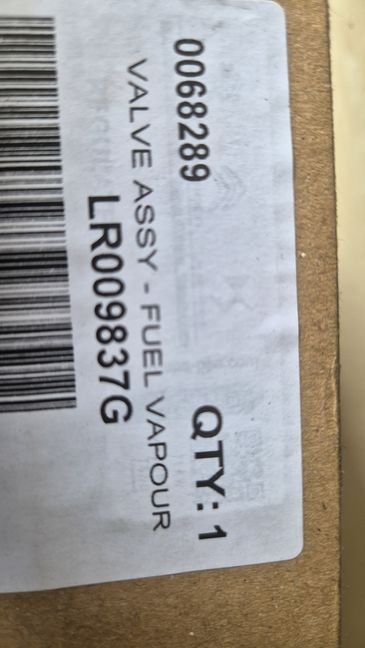 0068289 QTY:1
VALVE ASSY - FUEL VAPOUR
LR009837G